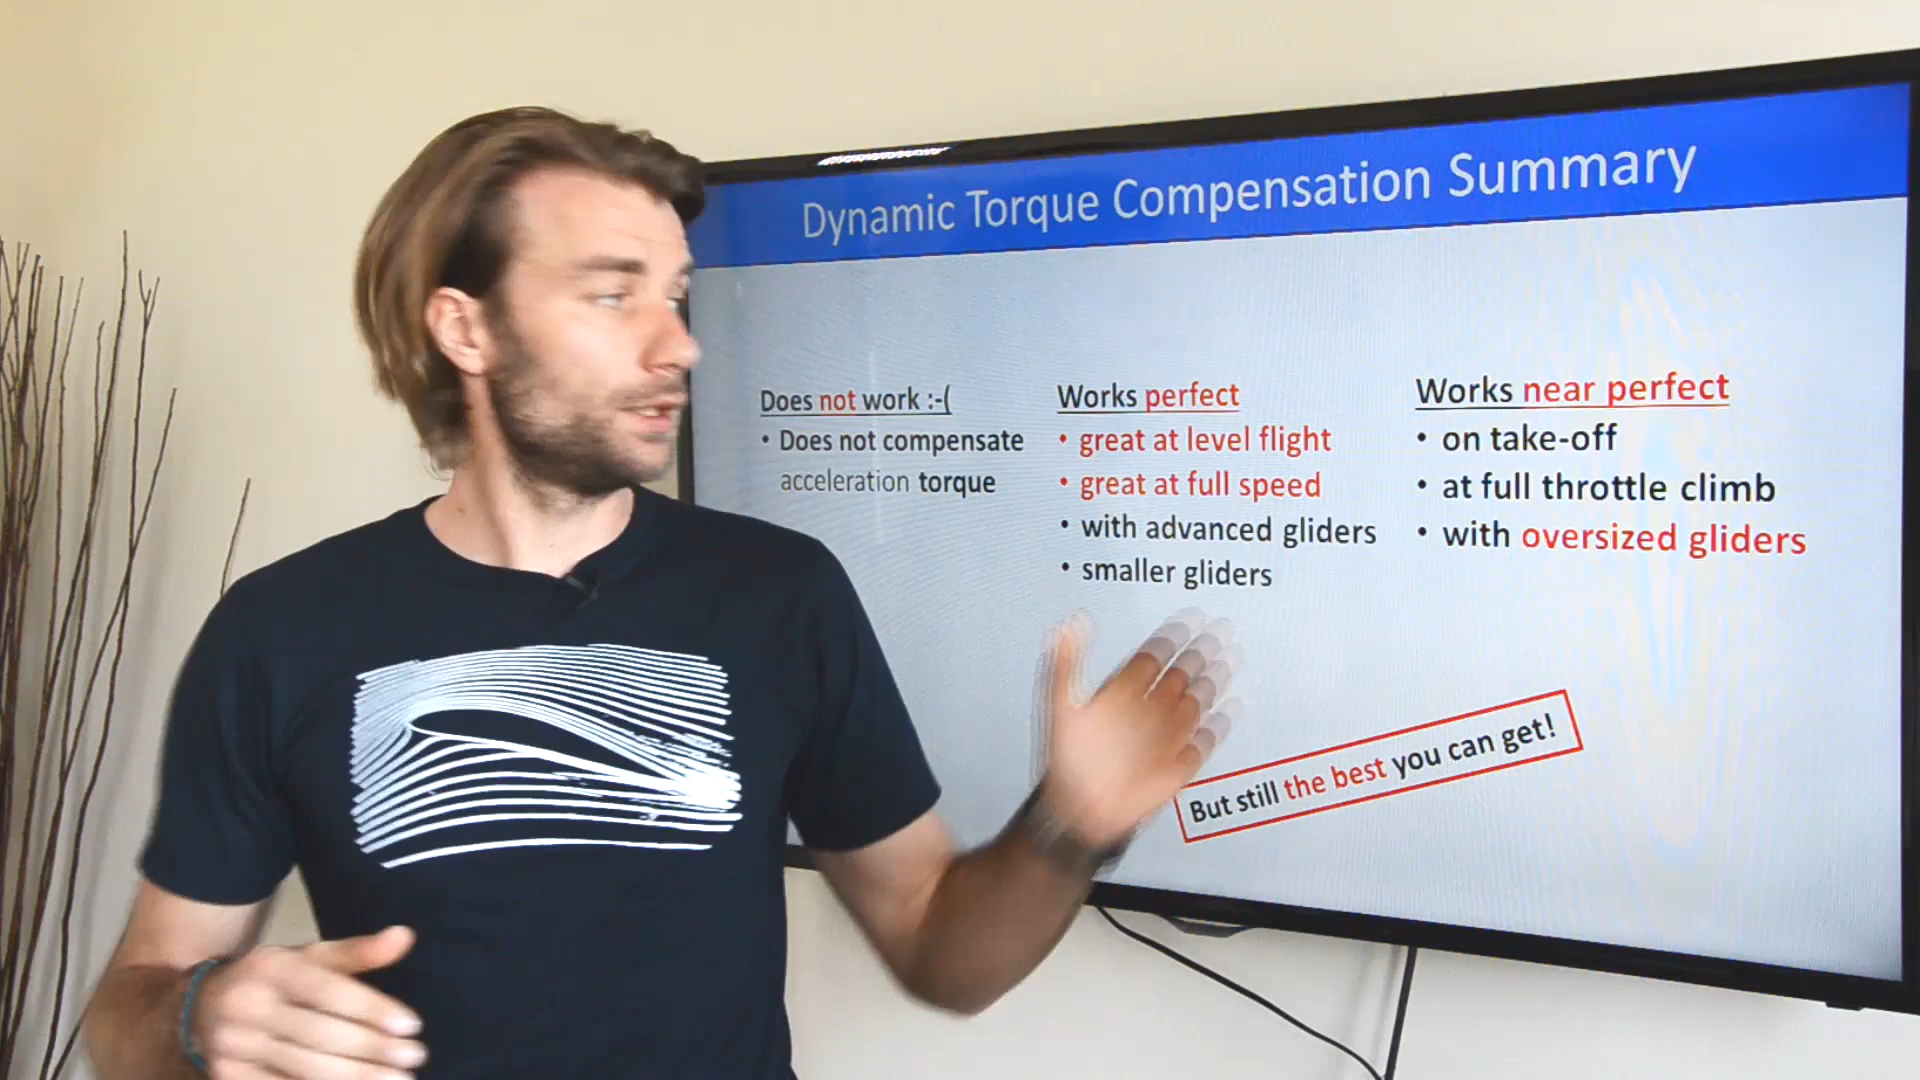 Dynamic Torque Compensation Summary
Does not work :-(
• Does not compensate
acceleration torque
Works perfect
• great at level flight
• great at full speed
• with advanced gliders
• smaller gliders
Works near perfect
• on take-off
• at full throttle climb
• with oversized gliders
But still the best you can get!